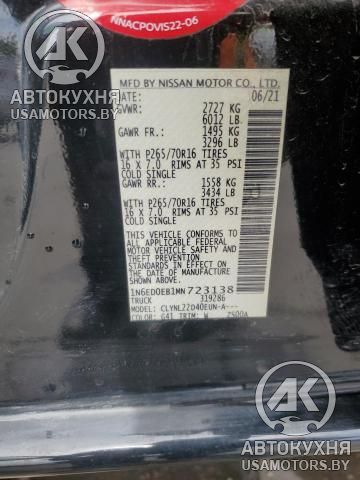 NNACPOVIS22-06
АВТОКУХНЯ
USAMOTORS.BY
MFD BY NISSAN MOTOR CO., LTD.
DATE: 06/21
GVWR: 2727 KG
6012 LB
GAWR FR. 1495 KG
3296 LB
WITH P265/70R16 TIRES
16 X 7.0 RIMS AT 35 PSI
COLD SINGLE
GAWR RR: 1558 KG
3434 LB
WITH P265/70R16 TIRES
16 X 7.0 RIMS AT 35 PSI
COLD SINGLE
THIS VEHICLE CONFORMS TO ALL
APPLICABLE FEDERAL MOTOR
VEHICLE SAFETY AND THEFT
PREVENTION STANDARDS IN
EFFECT ON THE DATE OF
MANUFACTURE SHOWN ABOVE.
1N6ED0EB1MN723138
TRUCK 319286
MODEL: CLYNL22D40EUN-A---
COLOR: G41 TRIM: W 2500A
АВТОКУХНЯ
USAMOTORS.BY